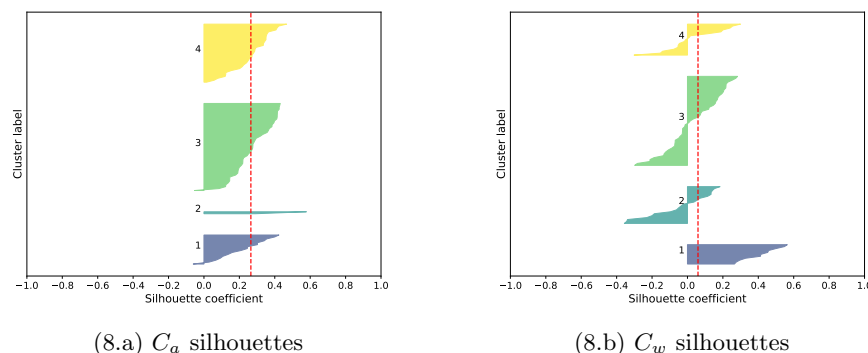 4
3
2
1
Cluster label
−1.0 −0.8 −0.6 −0.4 −0.2 0.0 0.2 0.4 0.6 0.8 1.0
Silhouette coefficient
(8.a) C_a silhouettes
4
3
2
1
Cluster label
−1.0 −0.8 −0.6 −0.4 −0.2 0.0 0.2 0.4 0.6 0.8 1.0
Silhouette coefficient
(8.b) C_w silhouettes